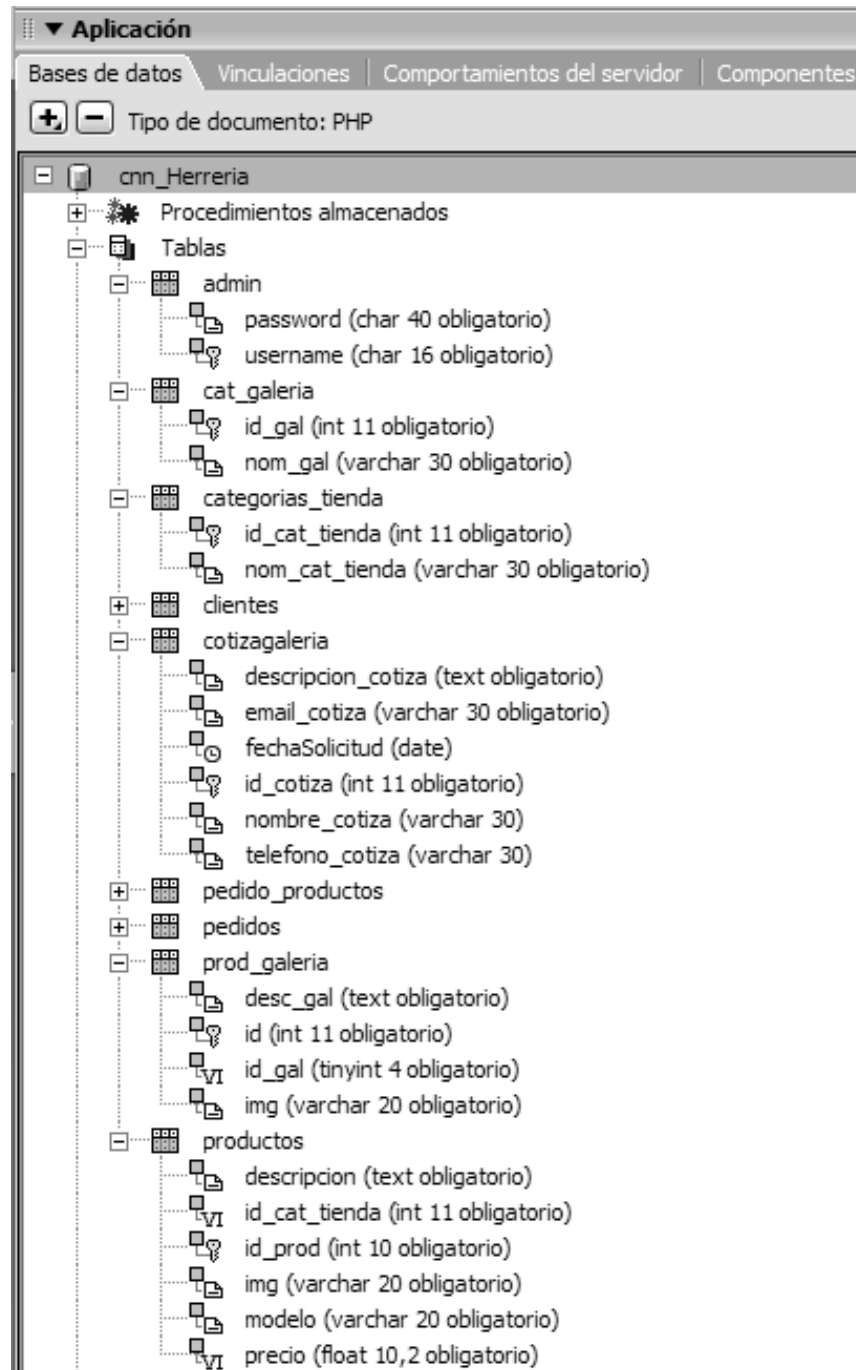 Aplicación
Bases de datos Vinculaciones Comportamientos del servidor Componentes
Tipo de documento: PHP
cnn_Herreria
Procedimientos almacenados
Tablas
admin
password (char 40 obligatorio)
username (char 16 obligatorio)
cat_galeria
id_gal (int 11 obligatorio)
nom_gal (varchar 30 obligatorio)
categorias_tienda
id_cat_tienda (int 11 obligatorio)
nom_cat_tienda (varchar 30 obligatorio)
clientes
cotizagaleria
descripcion_cotiza (text obligatorio)
email_cotiza (varchar 30 obligatorio)
fechaSolicitud (date)
id_cotiza (int 11 obligatorio)
nombre_cotiza (varchar 30)
telefono_cotiza (varchar 30)
pedido_productos
pedidos
prod_galeria
desc_gal (text obligatorio)
id (int 11 obligatorio)
id_gal (tinyint 4 obligatorio)
img (varchar 20 obligatorio)
productos
descripcion (text obligatorio)
id_cat_tienda (int 11 obligatorio)
id_prod (int 10 obligatorio)
img (varchar 20 obligatorio)
modelo (varchar 20 obligatorio)
precio (float 10,2 obligatorio)